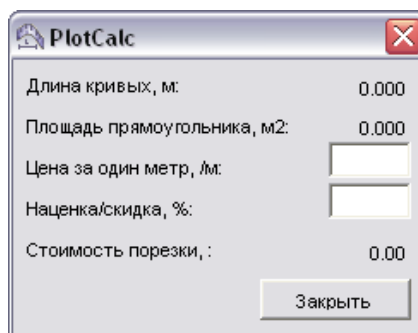 PlotCalc
Длина кривых, м: 0.000
Площадь прямоугольника, м2: 0.000
Цена за один метр, /м:
Наценка/скидка, %:
Стоимость порезки, : 0.00
Закрыть